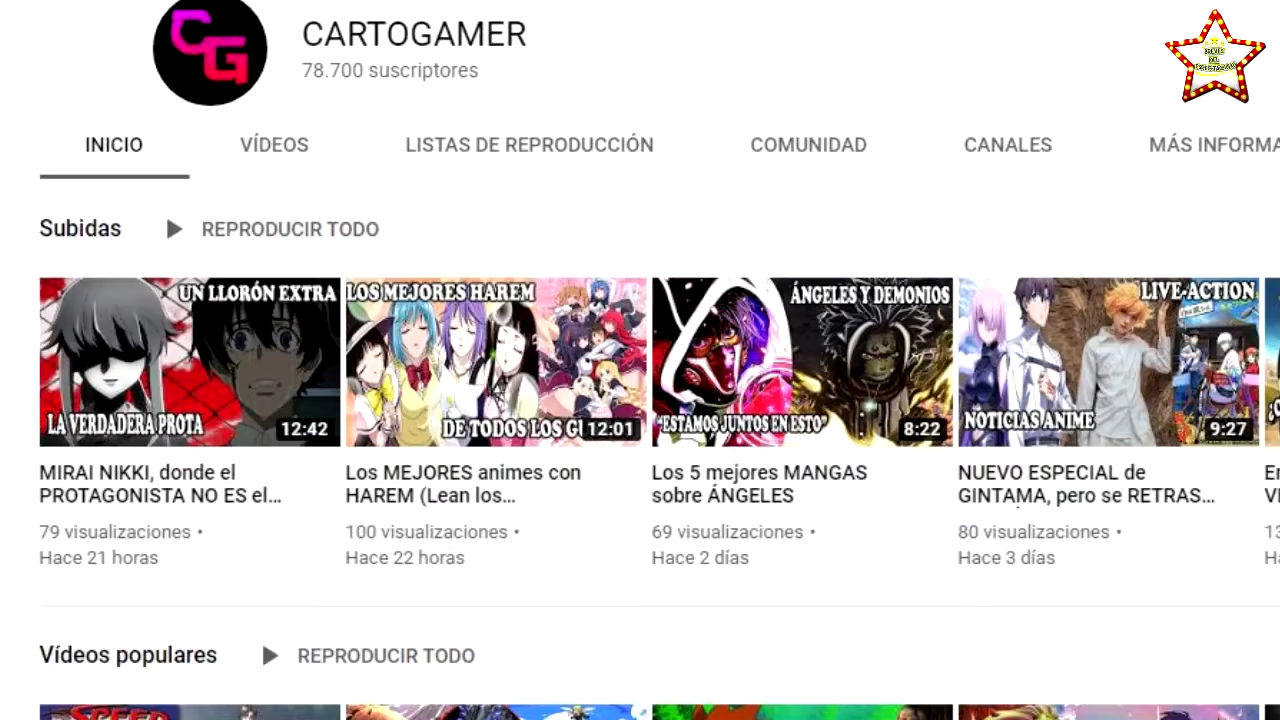 CG
CARTOGAMER
78.700 suscriptores
INICIO
VÍDEOS
LISTAS DE REPRODUCCIÓN
COMUNIDAD
CANALES
MÁS INFORMA
Subidas
REPRODUCIR TODO
UN LLORÓN EXTRA
LA VERDADERA PROTA
12:42
LOS MEJORES HAREM
DE TODOS LOS
12:01
ÁNGELES Y DEMONIOS
"ESTAMOS JUNTOS EN ESTO"
8:22
LIVE-ACTION
NOTICIAS ANIME
9:27
MIRAI NIKKI, donde el
PROTAGONISTA NO ES el...
79 visualizaciones •
Hace 21 horas
Los MEJORES animes con
HAREM (Lean los...
100 visualizaciones •
Hace 22 horas
Los 5 mejores MANGAS
sobre ÁNGELES
69 visualizaciones •
Hace 2 días
NUEVO ESPECIAL de
GINTAMA, pero se RETRAS...
80 visualizaciones •
Hace 3 días
Vídeos populares
REPRODUCIR TODO
SPEED